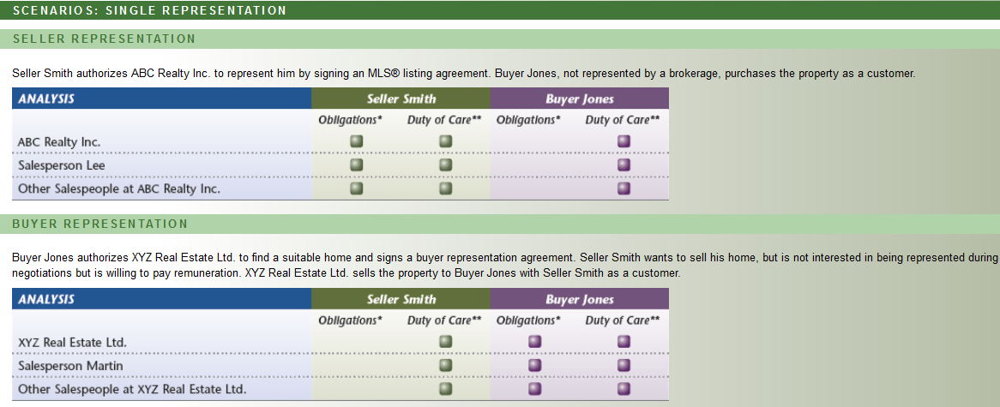 SCENARIOS: SINGLE REPRESENTATION
SELLER REPRESENTATION
Seller Smith authorizes ABC Realty Inc. to represent him by signing an MLS® listing agreement. Buyer Jones, not represented by a brokerage, purchases the property as a customer.
ANALYSIS Seller Smith Buyer Jones
Obligations* Duty of Care** Obligations* Duty of Care**
ABC Realty Inc.
Salesperson Lee
Other Salespeople at ABC Realty Inc.
BUYER REPRESENTATION
Buyer Jones authorizes XYZ Real Estate Ltd. to find a suitable home and signs a buyer representation agreement. Seller Smith wants to sell his home, but is not interested in being represented during
negotiations but is willing to pay remuneration. XYZ Real Estate Ltd. sells the property to Buyer Jones with Seller Smith as a customer.
ANALYSIS Seller Smith Buyer Jones
Obligations* Duty of Care** Obligations* Duty of Care**
XYZ Real Estate Ltd.
Salesperson Martin
Other Salespeople at XYZ Real Estate Ltd.